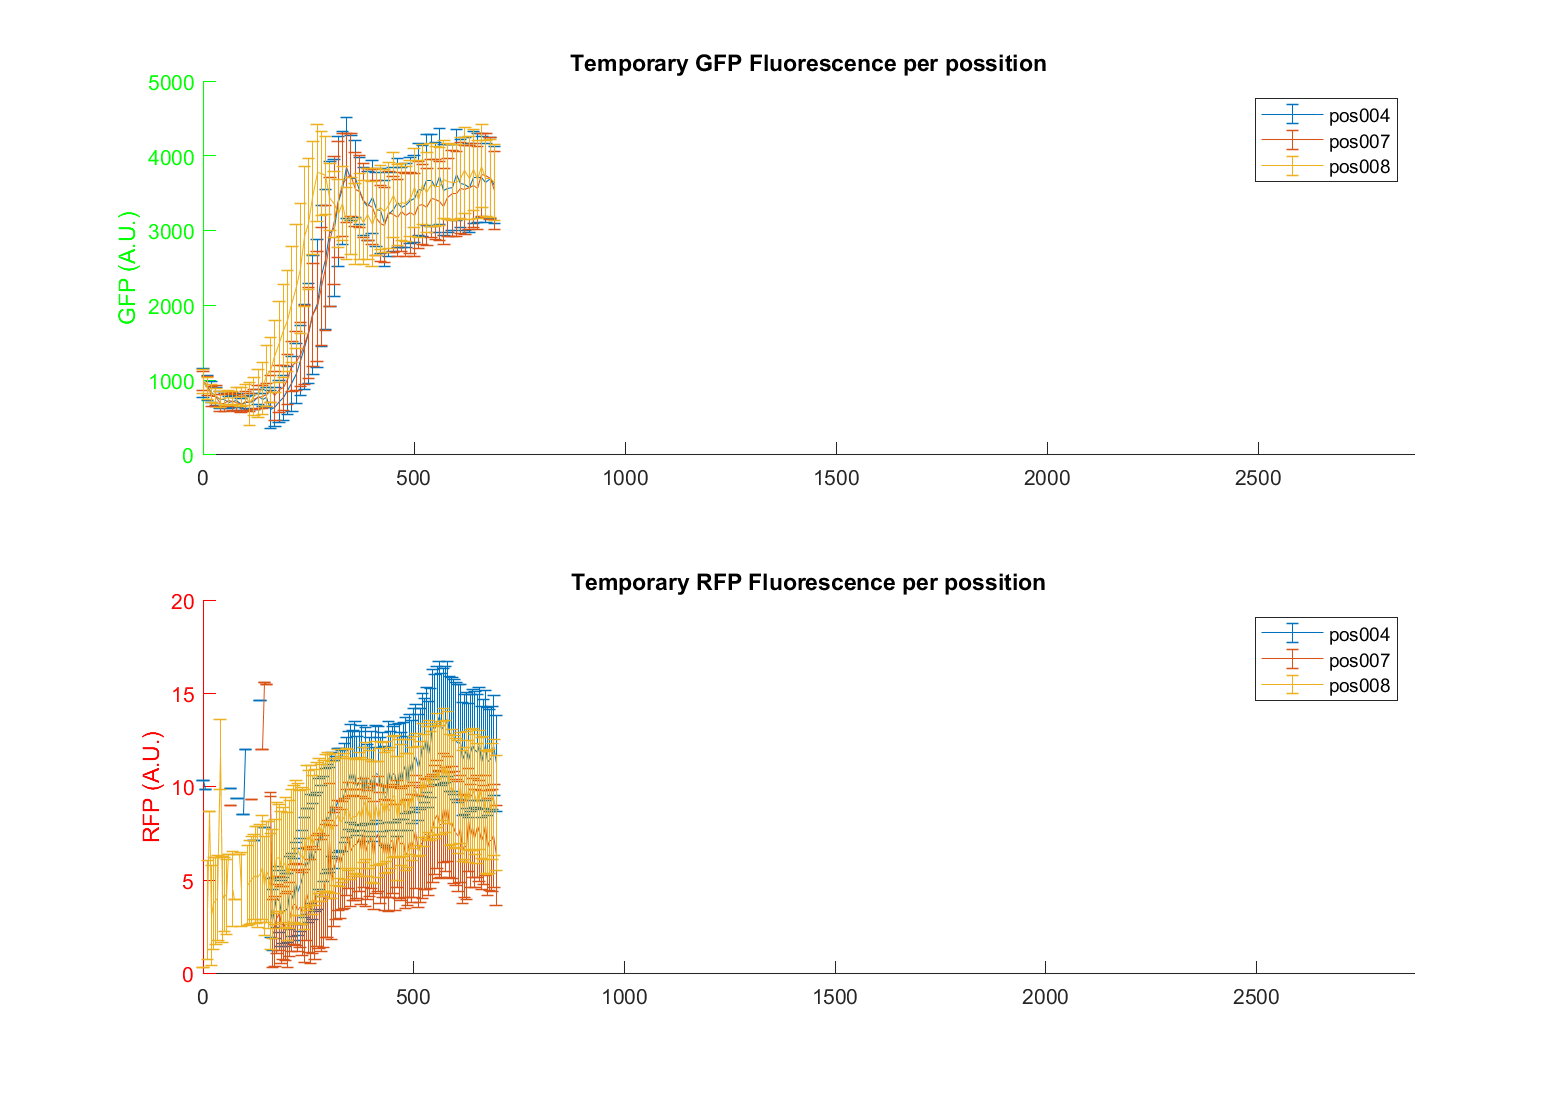 Temporary GFP Fluorescence per possition
5000
4000
3000
2000
1000
0
GFP (A.U.)
pos004
pos007
pos008
0 500 1000 1500 2000 2500
Temporary RFP Fluorescence per possition
20
15
10
5
0
RFP (A.U.)
pos004
pos007
pos008
0 500 1000 1500 2000 2500